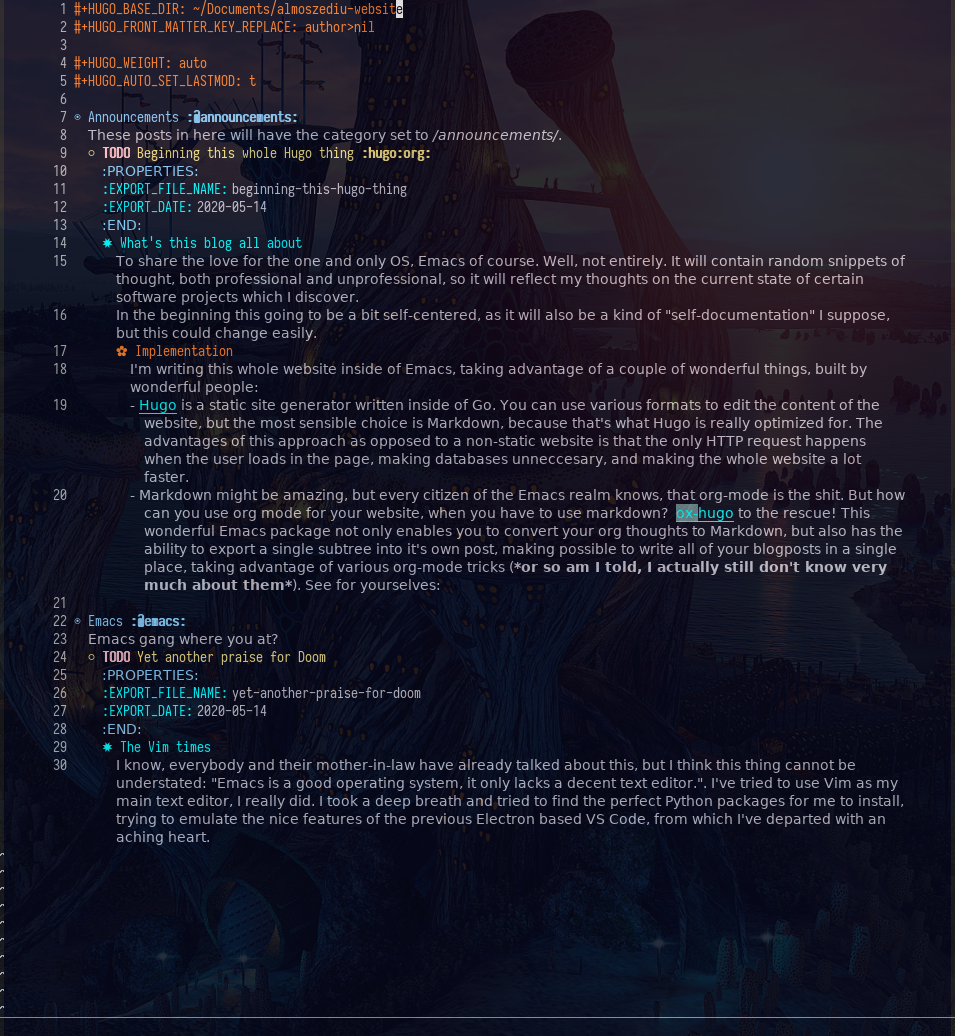 1 #+HUGO_BASE_DIR: ~/Documents/almoszediu-website
2 #+HUGO_FRONT_MATTER_KEY_REPLACE: author>nil
3
4 #+HUGO_WEIGHT: auto
5 #+HUGO_AUTO_SET_LASTMOD: t
6
7 ◉ Announcements :@announcements:
8 These posts in here will have the category set to /announcements/.
9 ○ TODO Beginning this whole Hugo thing :hugo:org:
10 :PROPERTIES:
11 :EXPORT_FILE_NAME: beginning-this-hugo-thing
12 :EXPORT_DATE: 2020-05-14
13 :END:
14 ✸ What's this blog all about
15 To share the love for the one and only OS, Emacs of course. Well, not entirely. It will contain random snippets of
thought, both professional and unprofessional, so it will reflect my thoughts on the current state of certain
software projects which I discover.
16 In the beginning this going to be a bit self-centered, as it will also be a kind of "self-documentation" I suppose,
but this could change easily.
17 ✿ Implementation
18 I'm writing this whole website inside of Emacs, taking advantage of a couple of wonderful things, built by
wonderful people:
19 - Hugo is a static site generator written inside of Go. You can use various formats to edit the content of the
website, but the most sensible choice is Markdown, because that's what Hugo is really optimized for. The
advantages of this approach as opposed to a non-static website is that the only HTTP request happens
when the user loads in the page, making databases unneccesary, and making the whole website a lot
faster.
20 - Markdown might be amazing, but every citizen of the Emacs realm knows, that org-mode is the shit. But how
can you use org mode for your website, when you have to use markdown? ox-hugo to the rescue! This
wonderful Emacs package not only enables you to convert your org thoughts to Markdown, but also has the
ability to export a single subtree into it's own post, making possible to write all of your blogposts in a single
place, taking advantage of various org-mode tricks (*or so am I told, I actually still don't know very
much about them*). See for yourselves:
21
22 ◉ Emacs :@emacs:
23 Emacs gang where you at?
24 ○ TODO Yet another praise for Doom
25 :PROPERTIES:
26 :EXPORT_FILE_NAME: yet-another-praise-for-doom
27 :EXPORT_DATE: 2020-05-14
28 :END:
29 ✸ The Vim times
30 I know, everybody and their mother-in-law have already talked about this, but I think this thing cannot be
understated: "Emacs is a good operating system, it only lacks a decent text editor.". I've tried to use Vim as my
main text editor, I really did. I took a deep breath and tried to find the perfect Python packages for me to install,
trying to emulate the nice features of the previous Electron based VS Code, from which I've departed with an
aching heart.